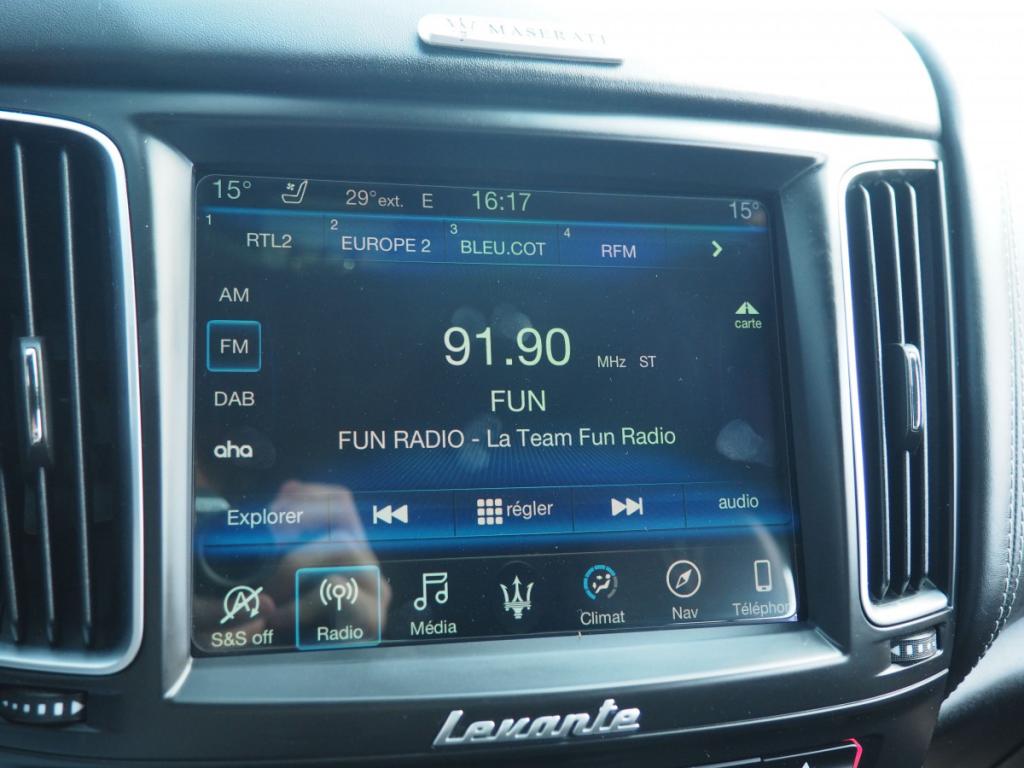 MASERATI
15° 29°ext. E 16:17 15°
1 RTL2 2 EUROPE 2 3 BLEU.COT 4 RFM
AM
carte
FM
91.90 MHz ST
DAB
FUN
aha
FUN RADIO - La Team Fun Radio
Explorer régler audio
S&S off Radio Média Climat Nav Téléphon
Levante